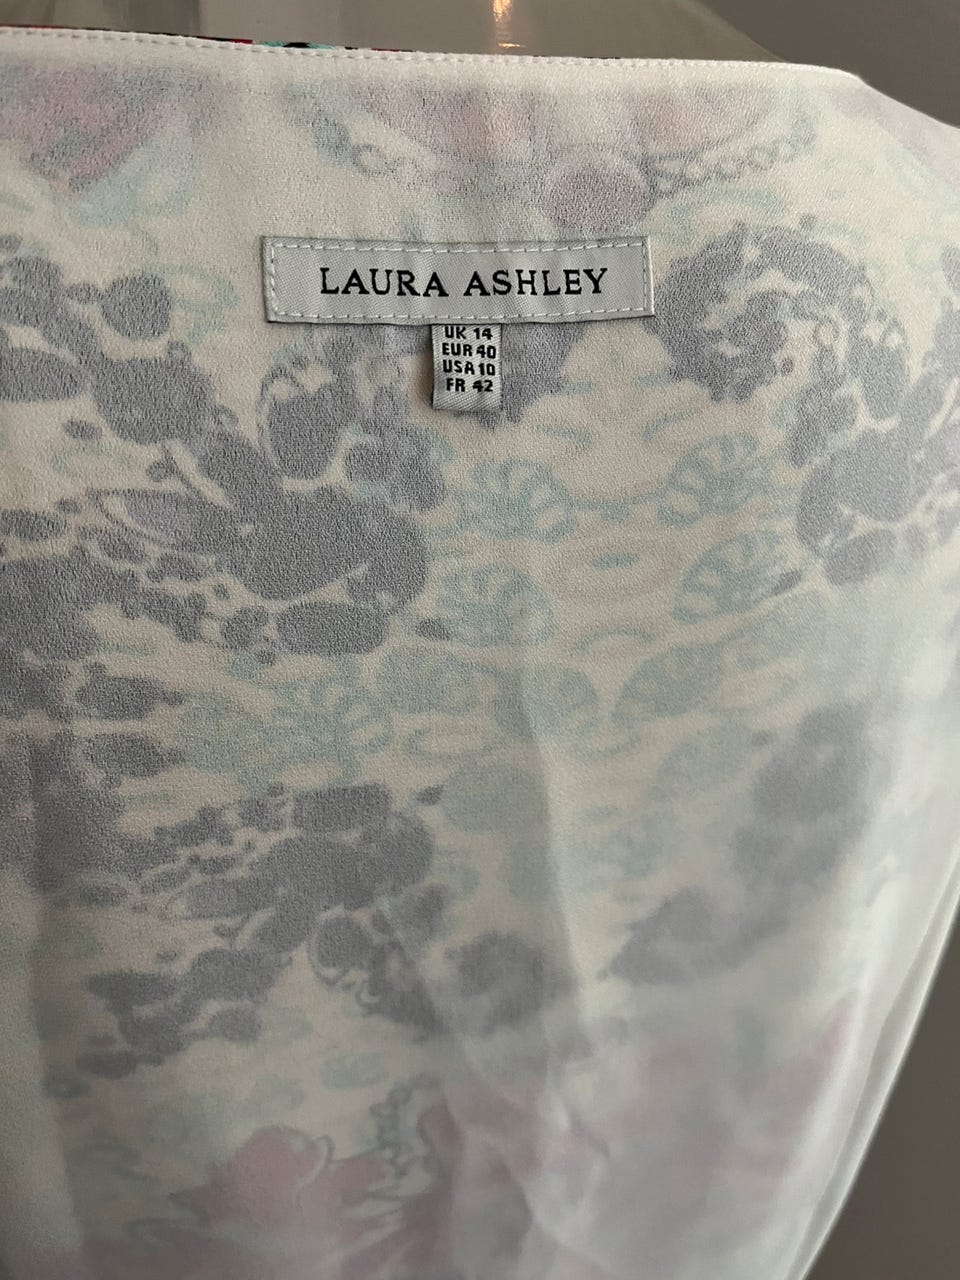 LAURA ASHLEY
UK 14
EUR 40
USA 10
FR 42